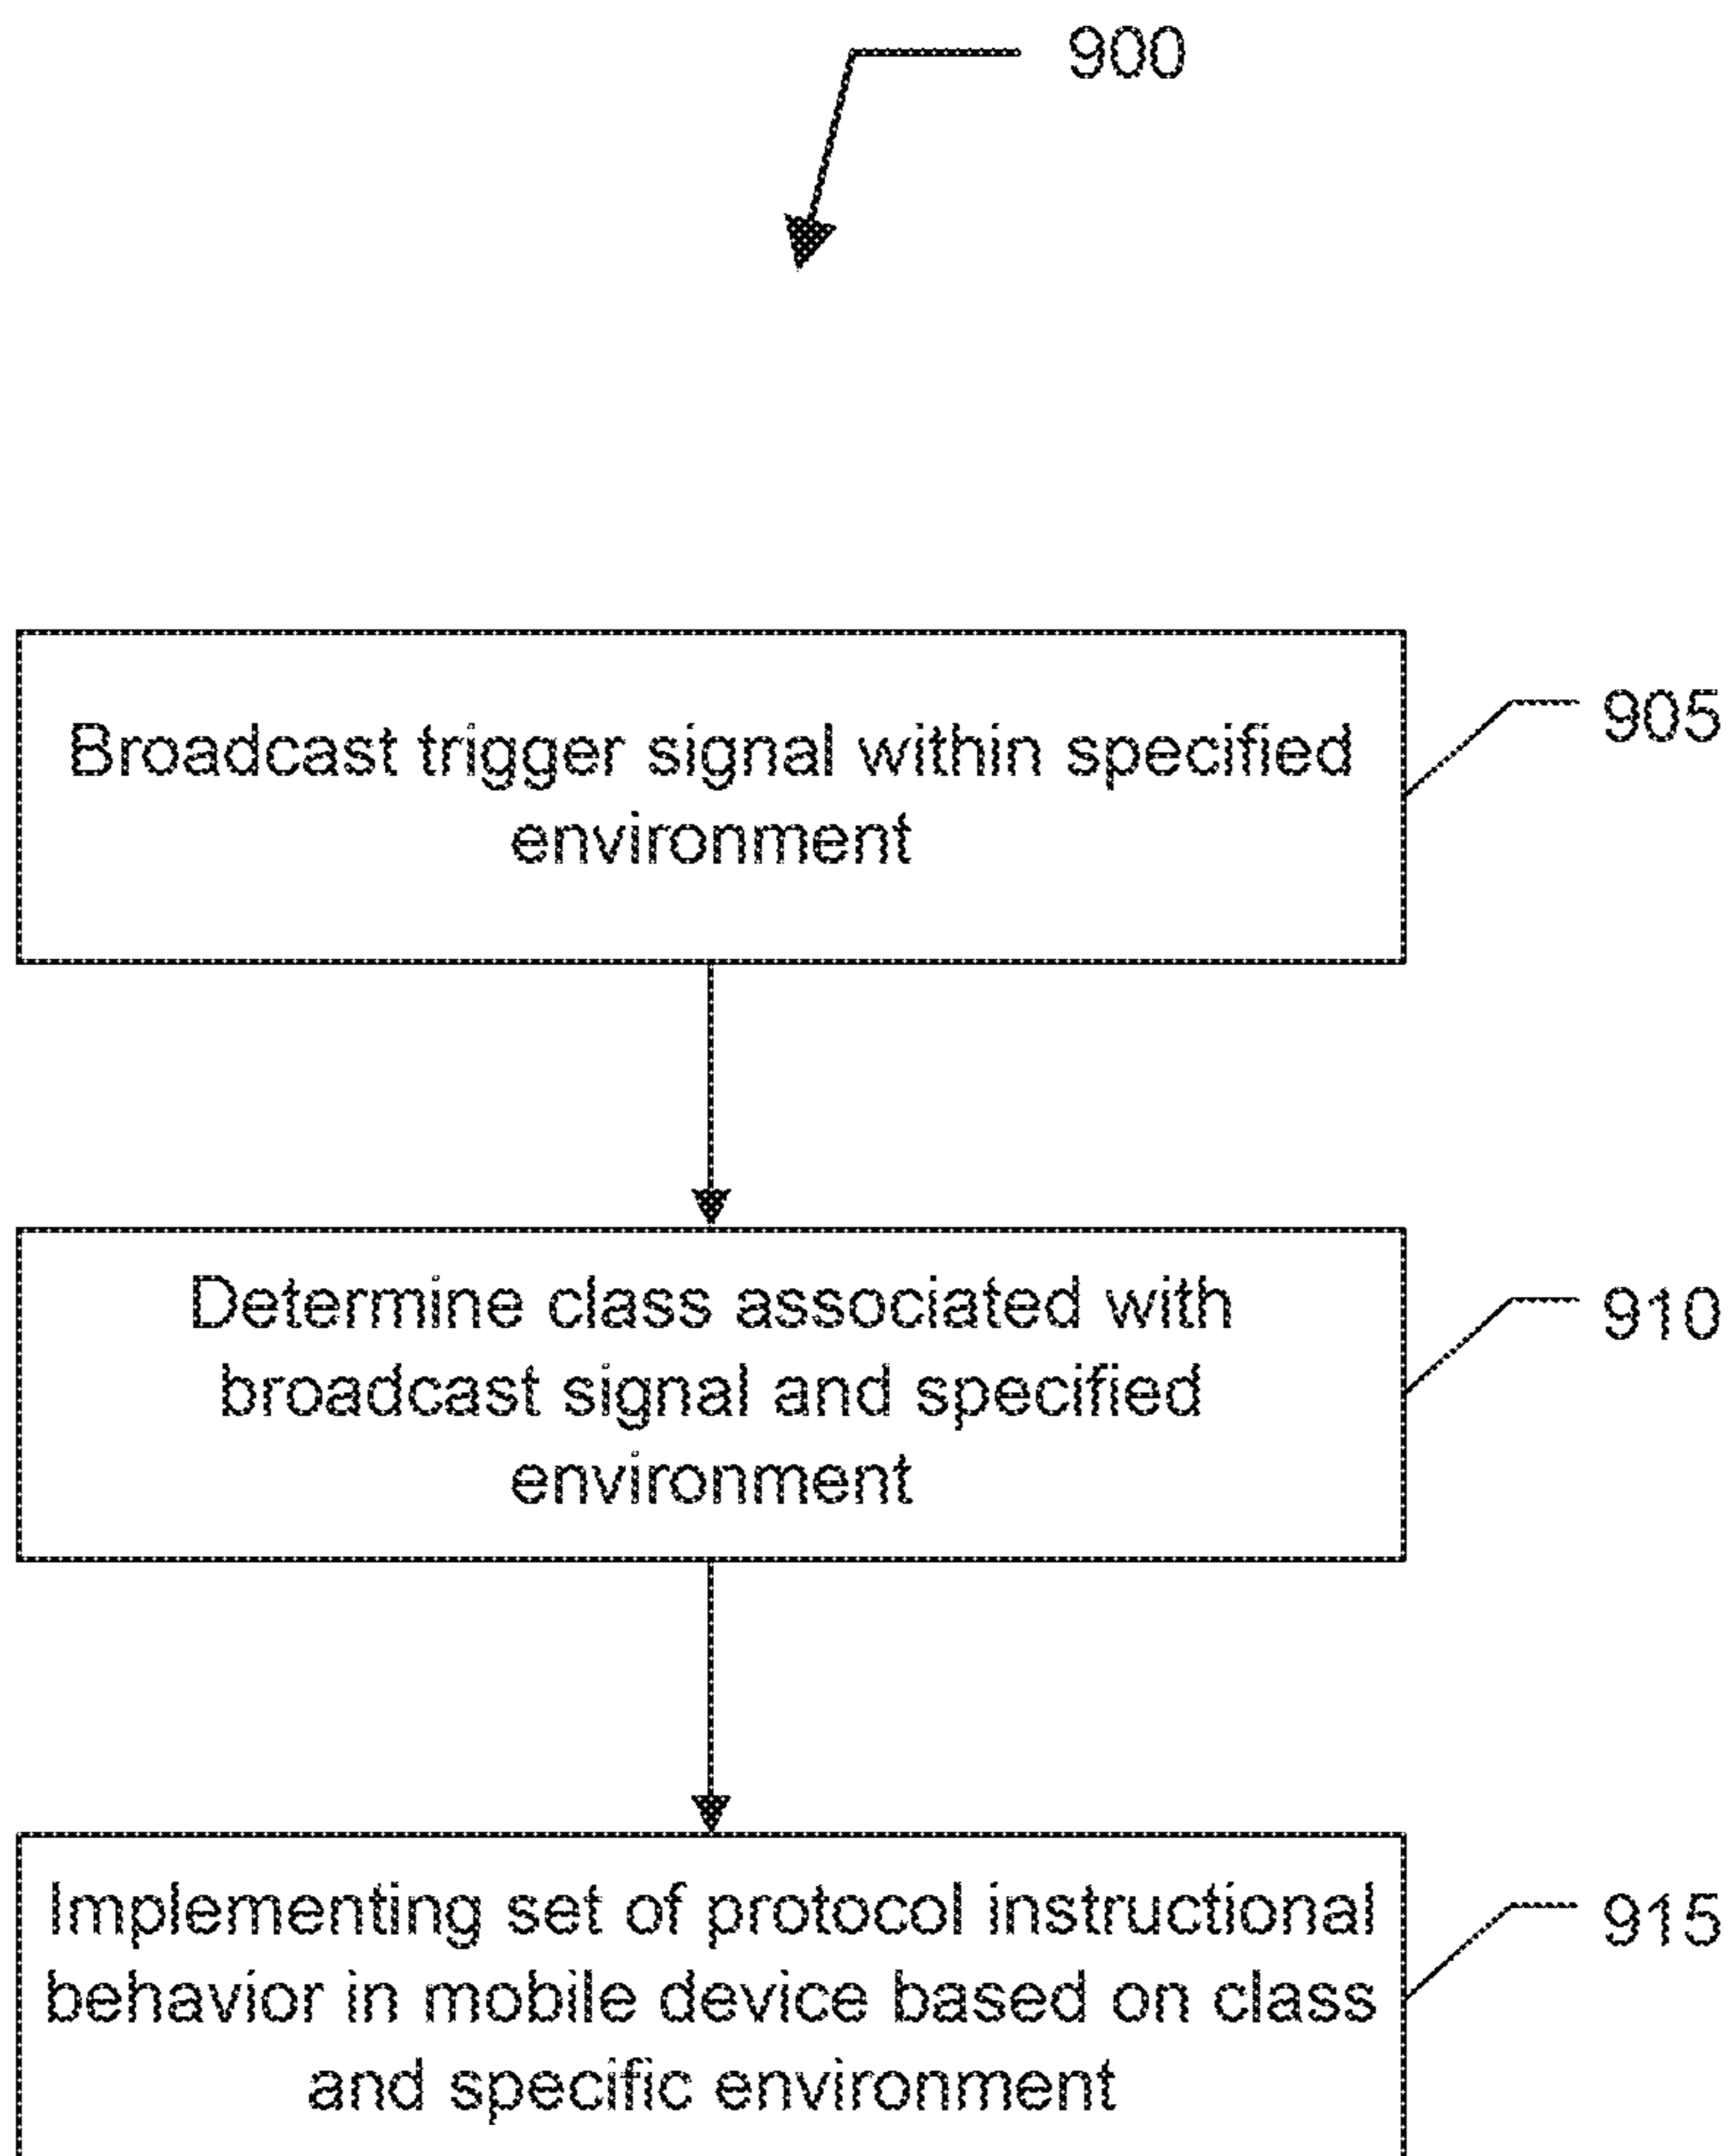 900
Broadcast trigger signal within specified
environment
905
Determine class associated with
broadcast signal and specified
environment
910
Implementing set of protocol instructional
behavior in mobile device based on class
and specific environment
915